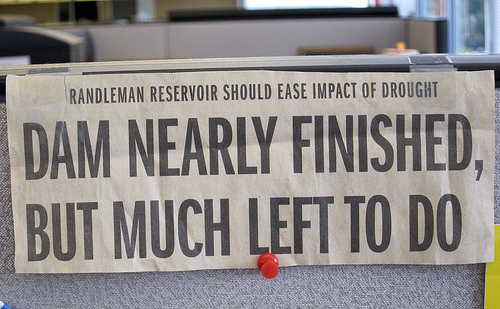 RANDLEMAN RESERVOIR SHOULD EASE IMPACT OF DROUGHT
DAM NEARLY FINISHED,
BUT MUCH LEFT TO DO